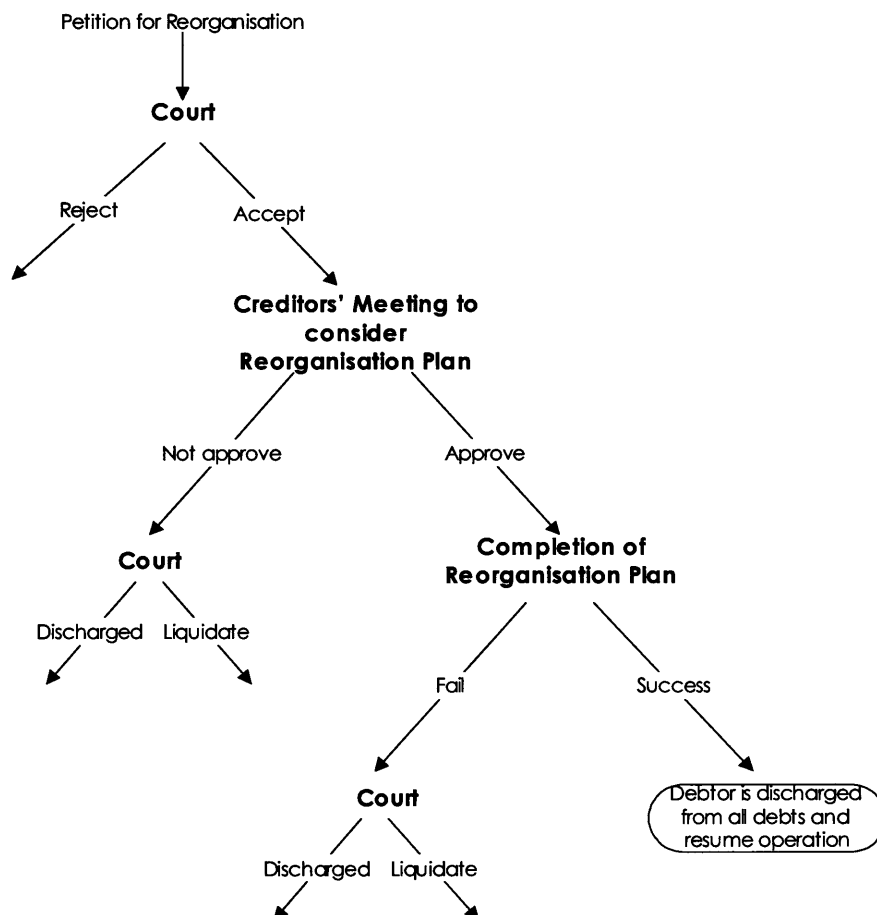 Petition for Reorganisation
Court
Reject
Accept
Creditors' Meeting to
consider
Reorganisation Plan
Not approve
Approve
Court
Completion of
Reorganisation Plan
Discharged
Liquidate
Fail
Success
Court
Debtor is discharged
from all debts and
resume operation
Discharged
Liquidate